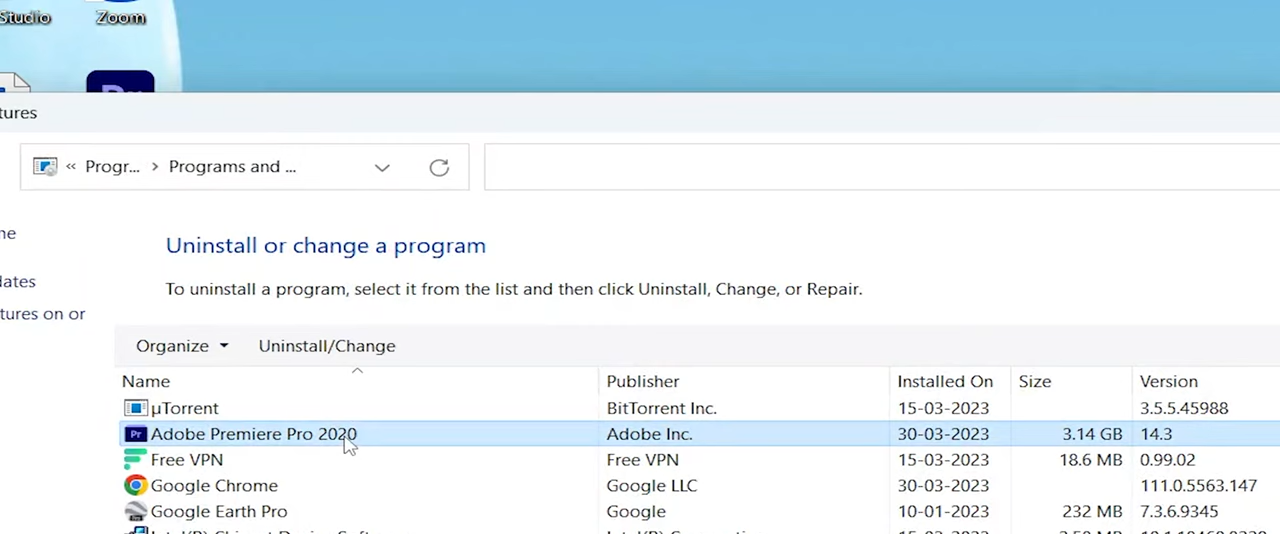 Studio Zoom
tures
« Progr... > Programs and ...
Uninstall or change a program
To uninstall a program, select it from the list and then click Uninstall, Change, or Repair.
tures on or
Organize Uninstall/Change
Name Publisher Installed On Size Version
µTorrent BitTorrent Inc. 15-03-2023 3.5.5.45988
Pr Adobe Premiere Pro 2020 Adobe Inc. 30-03-2023 3.14 GB 14.3
Free VPN Free VPN 15-03-2023 18.6 MB 0.99.02
Google Chrome Google LLC 30-03-2023 111.0.5563.147
Google Earth Pro Google 10-01-2023 232 MB 7.3.6.9345